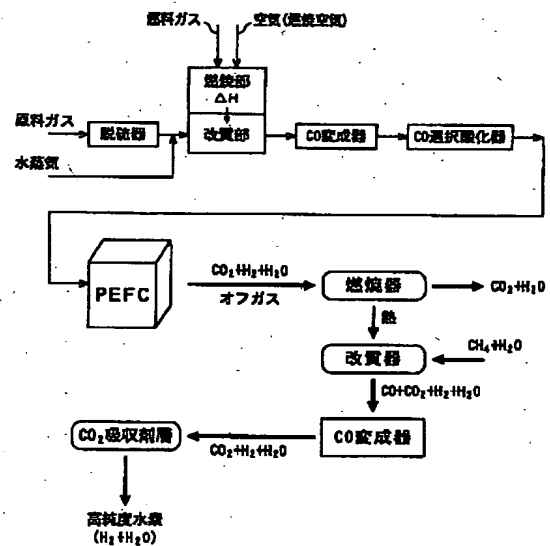 燃料ガス 空気(燃焼空気)
燃焼部
ΔH
原料ガス 脱硫器 改質部 CO変成器 CO選択酸化器
水蒸気
PEFC
CO₂+H₂+H₂O
オフガス
燃焼器
CO₂+H₂O
熱
改質器
CH₄+H₂O
CO+CO₂+H₂+H₂O
CO₂吸収剤層
CO₂+H₂+H₂O
CO変成器
高純度水素
(H₂+H₂O)